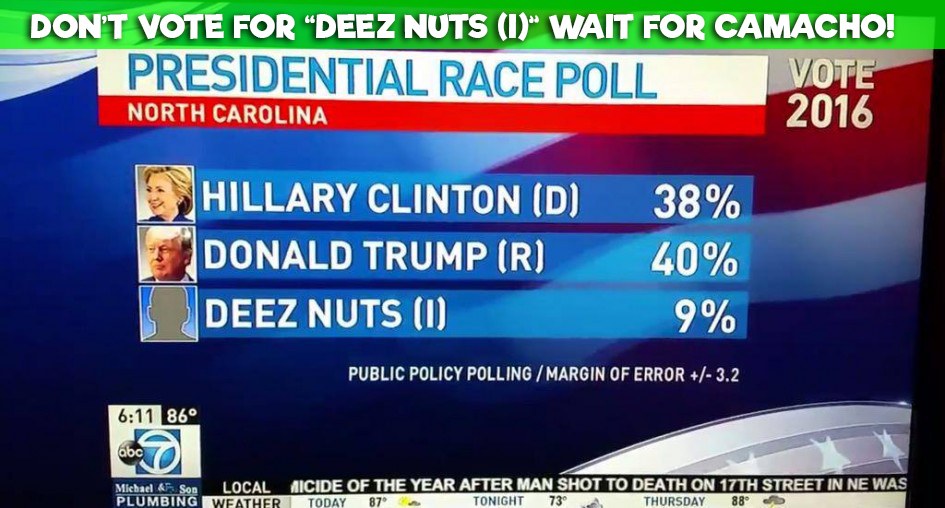 DON'T VOTE FOR "DEEZ NUTS (I)" WAIT FOR CAMACHO!
PRESIDENTIAL RACE POLL
NORTH CAROLINA
VOTE
2016
HILLARY CLINTON (D) 38%
DONALD TRUMP (R) 40%
DEEZ NUTS (I) 9%
PUBLIC POLICY POLLING / MARGIN OF ERROR +/- 3.2
6:11 86°
abc 7
Michael & Son
PLUMBING
LOCAL
WEATHER
MICIDE OF THE YEAR AFTER MAN SHOT TO DEATH ON 17TH STREET IN NE WAS
TODAY 87° TONIGHT 73° THURSDAY 88°